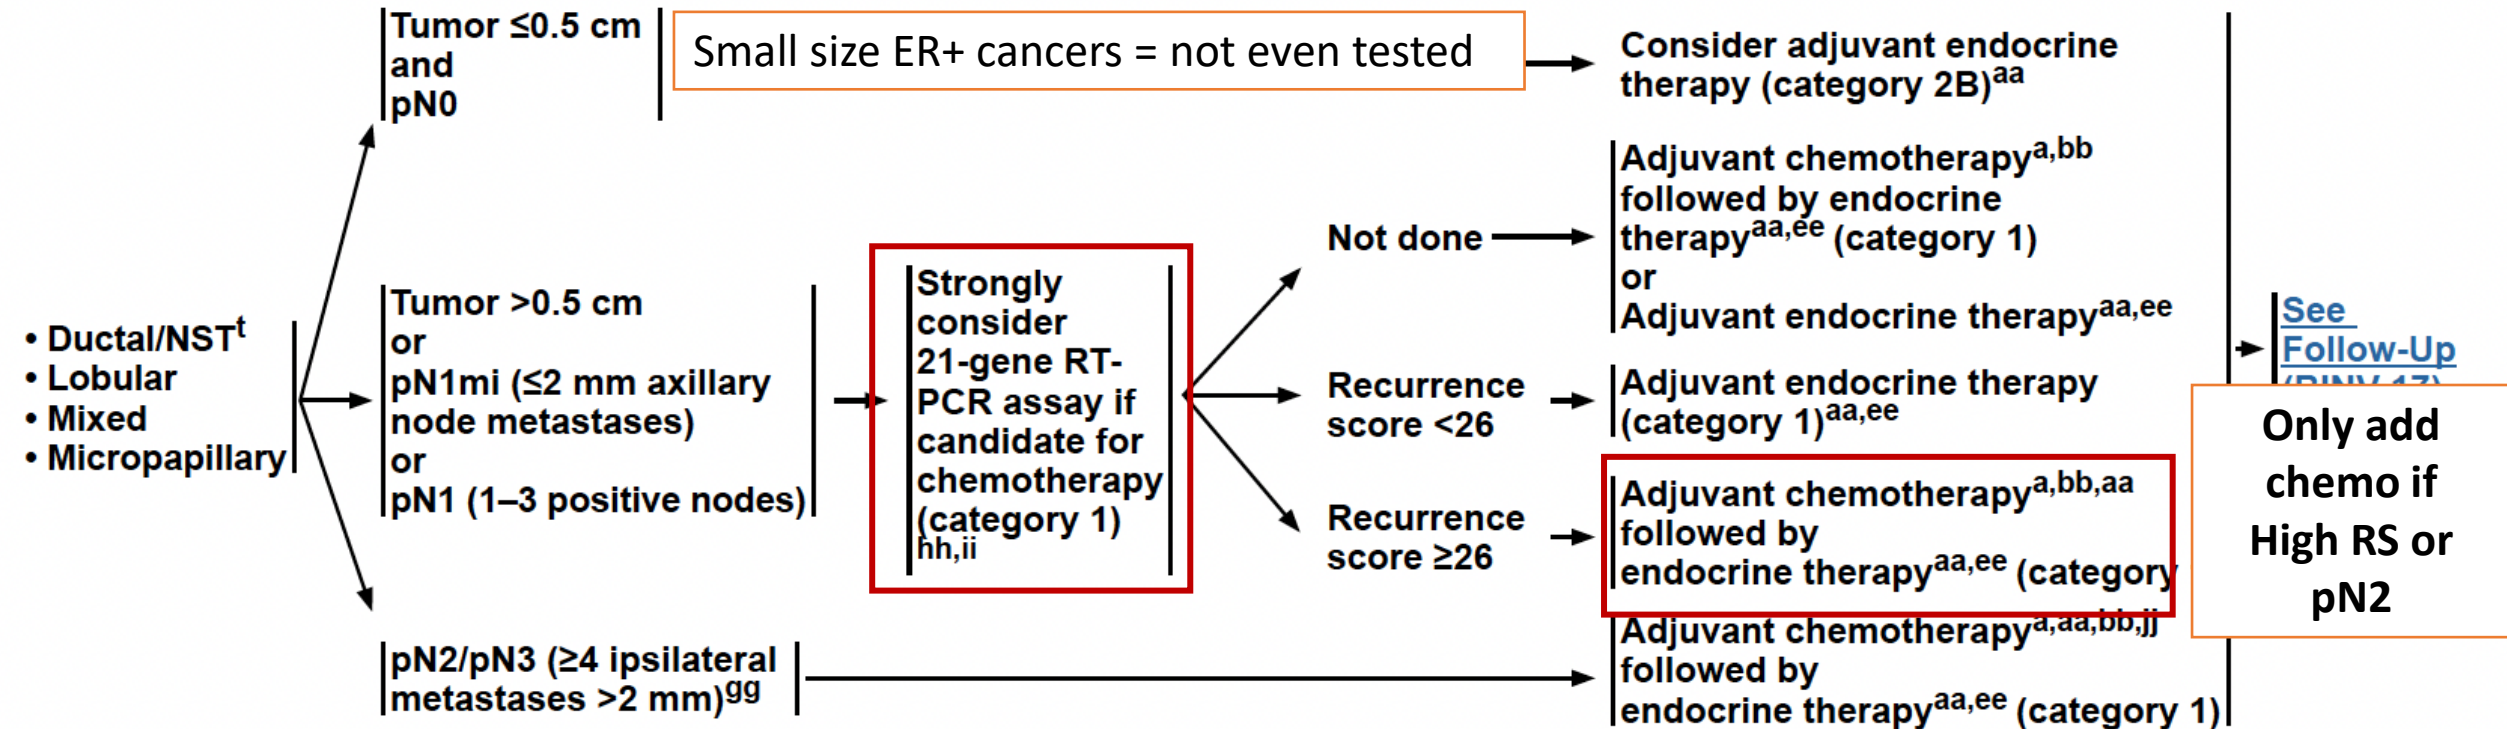 Tumor ≤0.5 cm
and
pN0
Small size ER+ cancers = not even tested
Consider adjuvant endocrine
therapy (category 2B)aa
• Ductal/NSTt
• Lobular
• Mixed
• Micropapillary
Tumor >0.5 cm
or
pN1mi (≤2 mm axillary
node metastases)
or
pN1 (1–3 positive nodes)
Strongly
consider
21-gene RT-
PCR assay if
candidate for
chemotherapy
(category 1)
hh,ii
Not done
Adjuvant chemotherapya,bb
followed by endocrine
therapyaa,ee (category 1)
or
Adjuvant endocrine therapyaa,ee
Recurrence
score <26
Adjuvant endocrine therapy
(category 1)aa,ee
Recurrence
score ≥26
Adjuvant chemotherapya,bb,aa
followed by
endocrine therapyaa,ee (category
pN2/pN3 (≥4 ipsilateral
metastases >2 mm)gg
Adjuvant chemotherapya,aa,bb,jj
followed by
endocrine therapyaa,ee (category 1)
See
Follow-Up
Only add
chemo if
High RS or
pN2